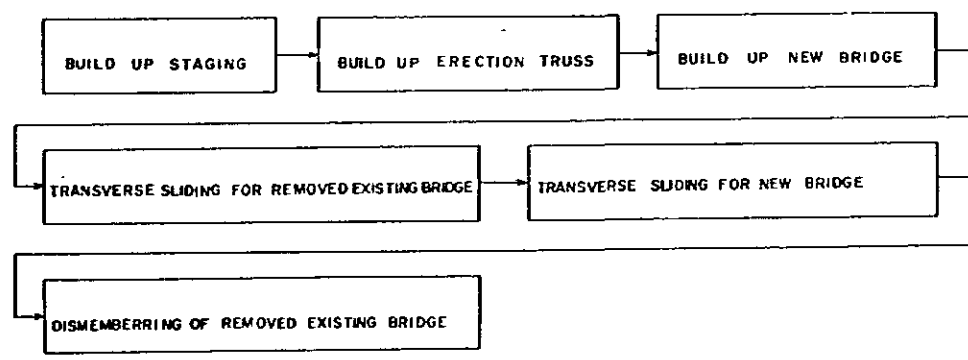 BUILD UP STAGING
BUILD UP ERECTION TRUSS
BUILD UP NEW BRIDGE
TRANSVERSE SLIDING FOR REMOVED EXISTING BRIDGE
TRANSVERSE SLIDING FOR NEW BRIDGE
DISMEMBERRING OF REMOVED EXISTING BRIDGE